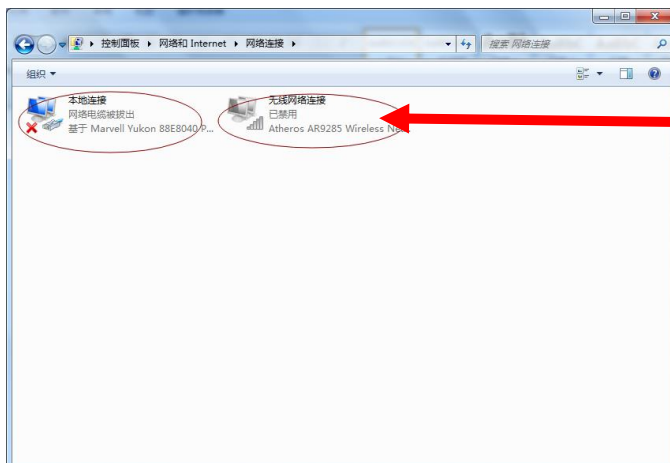 控制面板 ▸ 网络和 Internet ▸ 网络连接 ▸
搜索 网络连接
组织
本地连接
网络电缆被拔出
基于 Marvell Yukon 88E8040 P...
无线网络连接
已禁用
Atheros AR9285 Wireless Ne